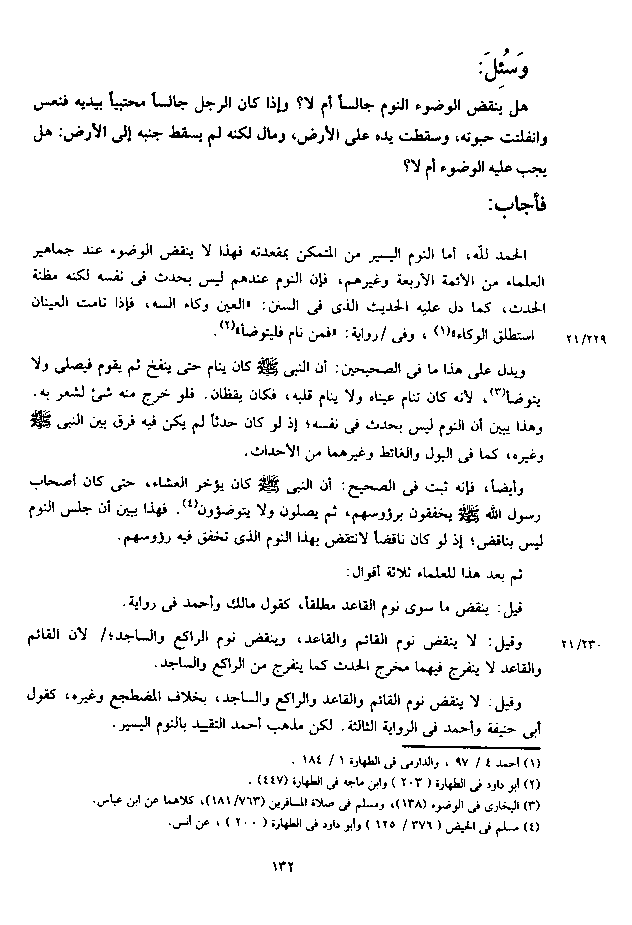 وَسُئِلَ:
هل ينقض الوضوء النوم جالساً أم لا؟ وإذا كان الرجل جالساً محتبياً بيديه فنعس
وانفلتت حبوته، وسقطت يده على الأرض، ومال لكنه لم يسقط جنبه إلى الأرض: هل
يجب عليه الوضوء أم لا؟
فأجاب:
الحمد لله، أما النوم اليسير من المتمكن بمقعدته فهذا لا ينقض الوضوء عند جماهير
العلماء من الأئمة الأربعة وغيرهم، فإن النوم عندهم ليس بحدث فى نفسه لكنه مظنة
الحدث، كما دل عليه الحديث الذى فى السنن: «العين وكاء السه، فإذا نامت العينان
استطلق الوكاء»(١) ، وفى /رواية: «فمن نام فليتوضأ»(٢).
٢١/٢٢٩
ويدل على هذا ما فى الصحيحين: أن النبى ﷺ كان ينام حتى ينفخ ثم يقوم فيصلى ولا
يتوضأ(٣)، لأنه كان تنام عيناه ولا ينام قلبه، فكان يقظان. فلو خرج منه شئ لشعر به.
وهذا يبين أن النوم ليس بحدث فى نفسه؛ إذ لو كان حدثاً لم يكن فيه فرق بين النبى ﷺ
وغيره، كما فى البول والغائط وغيرهما من الأحداث.
وأيضاً، فإنه ثبت فى الصحيح: أن النبى ﷺ كان يؤخر العشاء، حتى كان أصحاب
رسول الله ﷺ يخفقون برؤوسهم، ثم يصلون ولا يتوضؤون(٤). فهذا يبين أن جلس النوم
ليس بناقض؛ إذ لو كان ناقضاً لانتقض بهذا النوم الذى تخفق فيه رؤوسهم.
ثم بعد هذا للعلماء ثلاثة أقوال:
قيل: ينقض ما سوى نوم القاعد مطلقاً، كقول مالك وأحمد فى رواية.
وقيل: لا ينقض نوم القائم والقاعد، وينقض نوم الراكع والساجد؛/ لأن القائم
٢١/٢٣٠
والقاعد لا ينفرج فيهما مخرج الحدث كما ينفرج من الراكع والساجد.
وقيل: لا ينقض نوم القائم والقاعد والراكع والساجد، بخلاف المضطجع وغيره، كقول
أبى حنيفة وأحمد فى الرواية الثالثة. لكن مذهب أحمد التقييد بالنوم اليسير.
(١) أحمد ٤ / ٩٧ ، والدارمى فى الطهارة ١ / ١٨٤ .
(٢) أبو داود فى الطهارة ( ٢٠٣ ) وابن ماجه فى الطهارة (٤٧٧) .
(٣) البخارى فى الوضوء (١٣٨)، ومسلم فى صلاة المسافرين (٧٦٣/ ١٨١)، كلاهما عن ابن عباس.
(٤) مسلم فى الحيض ( ٣٧٦ / ١٢٥ ) وأبو داود فى الطهارة ( ٢٠٠ ) ، عن أنس.
١٣٢